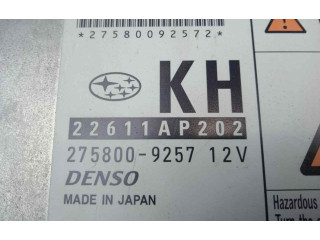 *27580092572*
KH
22611AP202
275800-9257 12V
DENSO
MADE IN JAPAN
Hazardous